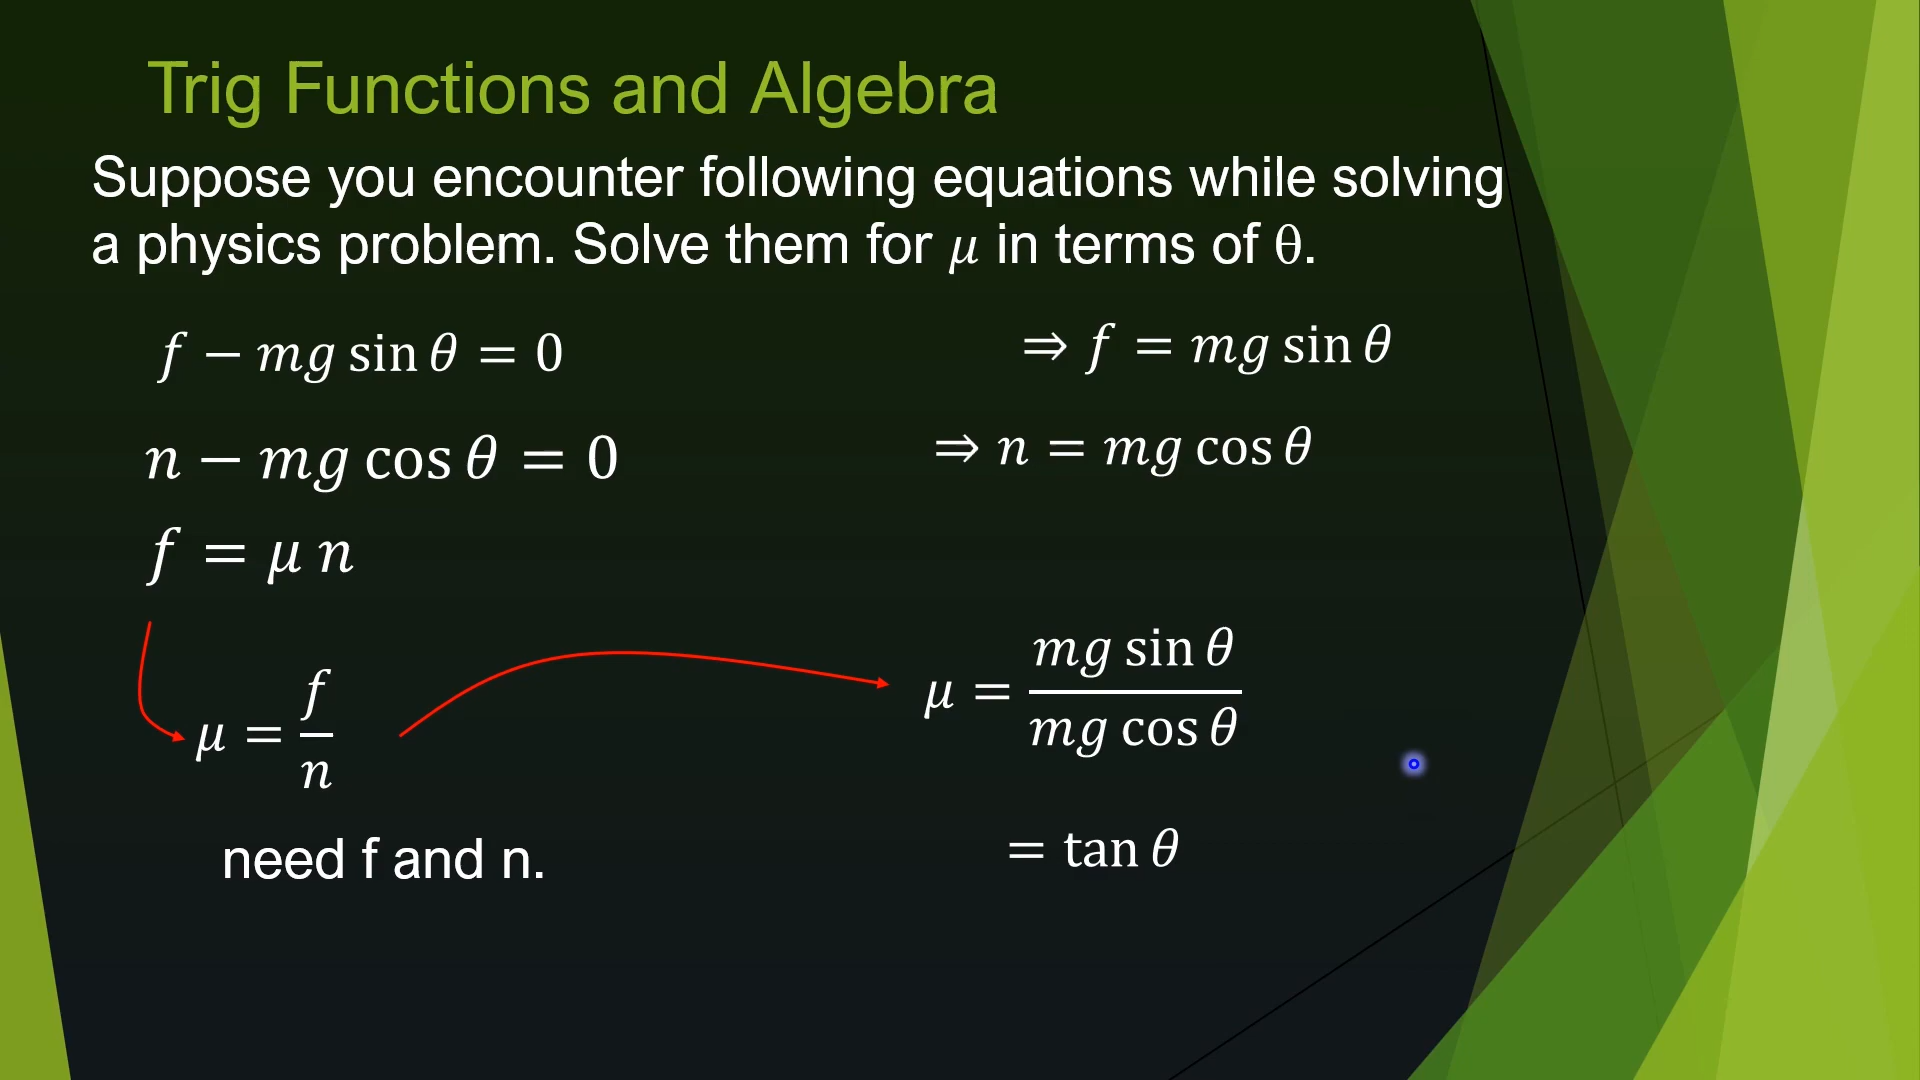 Trig Functions and Algebra
Suppose you encounter following equations while solving
a physics problem. Solve them for μ in terms of θ.
f − mg sin θ = 0
⇒ f = mg sin θ
n − mg cos θ = 0
⇒ n = mg cos θ
f = μ n
μ = f/n
μ = mg sin θ / mg cos θ
need f and n.
= tan θ